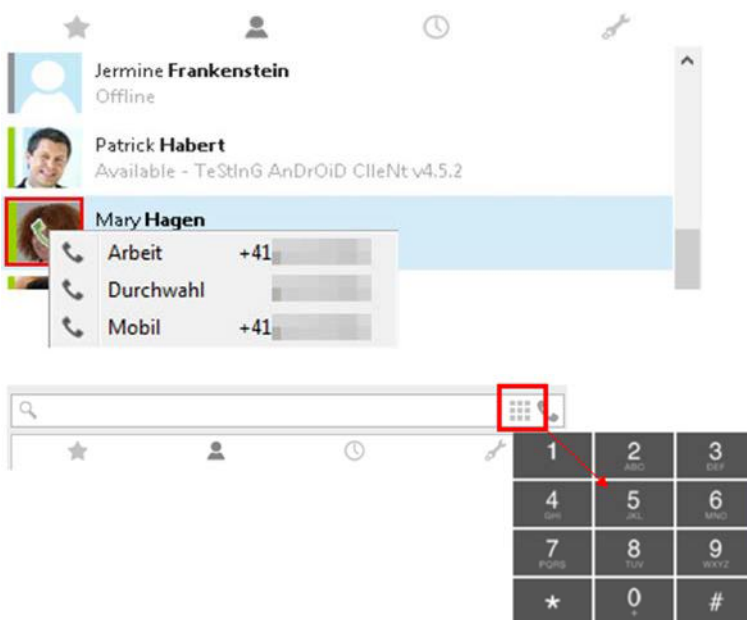 Jermine Frankenstein
Offline
Patrick Habert
Available - TeStInG AnDrOiD ClIeNt v4.5.2
Mary Hagen
Arbeit +41
Durchwahl
Mobil +41
1 2 ABC 3 DEF
4 GHI 5 JKL 6 MNO
7 PQRS 8 TUV 9 WXYZ
* 0 + #